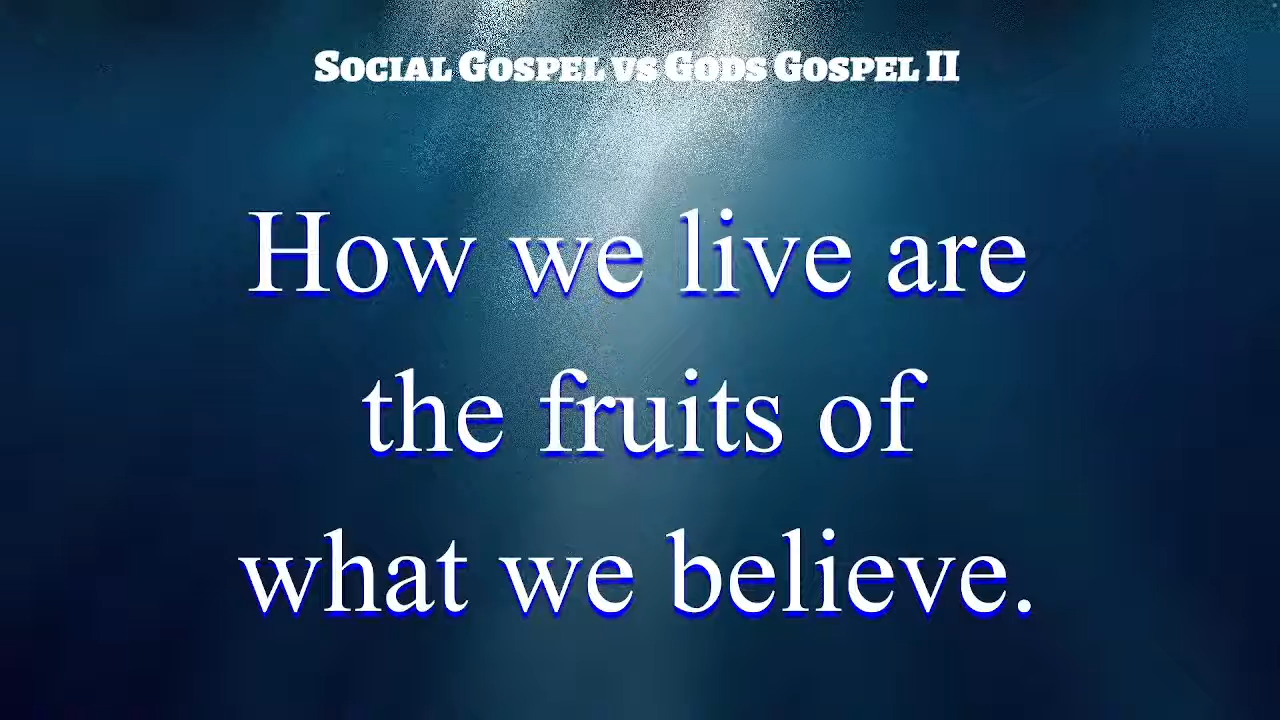 Social Gospel vs Gods Gospel II
How we live are
the fruits of
what we believe.